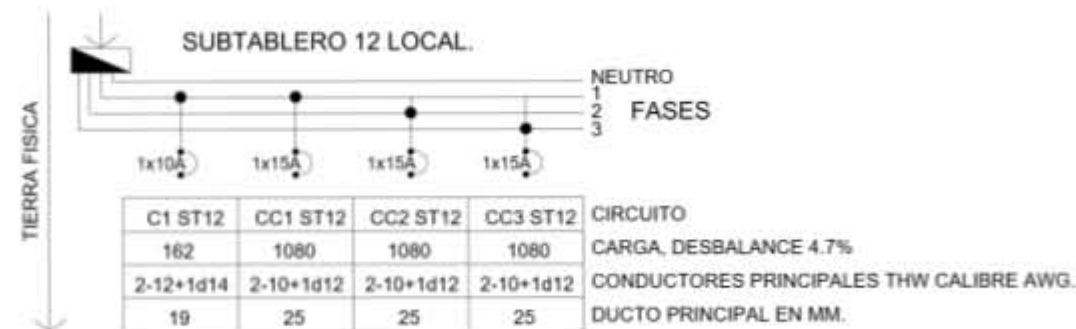 SUBTABLERO 12 LOCAL.
NEUTRO
1
2 FASES
3
TIERRA FISICA
1x10A 1x15A 1x15A 1x15A
C1 ST12 CC1 ST12 CC2 ST12 CC3 ST12 CIRCUITO
162 1080 1080 1080 CARGA, DESBALANCE 4.7%
2-12+1d14 2-10+1d12 2-10+1d12 2-10+1d12 CONDUCTORES PRINCIPALES THW CALIBRE AWG.
19 25 25 25 DUCTO PRINCIPAL EN MM.